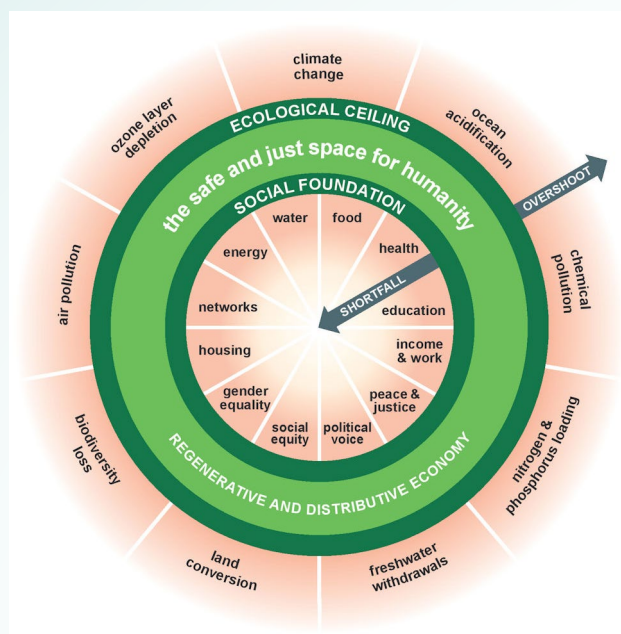 climate
change
ocean
acidification
OVERSHOOT
chemical
pollution
nitrogen &
phosphorus loading
freshwater
withdrawals
land
conversion
biodiversity
loss
air pollution
ozone layer
depletion
ECOLOGICAL CEILING
the safe and just space for humanity
SOCIAL FOUNDATION
water
food
health
SHORTFALL
education
income
& work
peace &
justice
political
voice
social
equity
gender
equality
housing
networks
energy
REGENERATIVE AND DISTRIBUTIVE ECONOMY